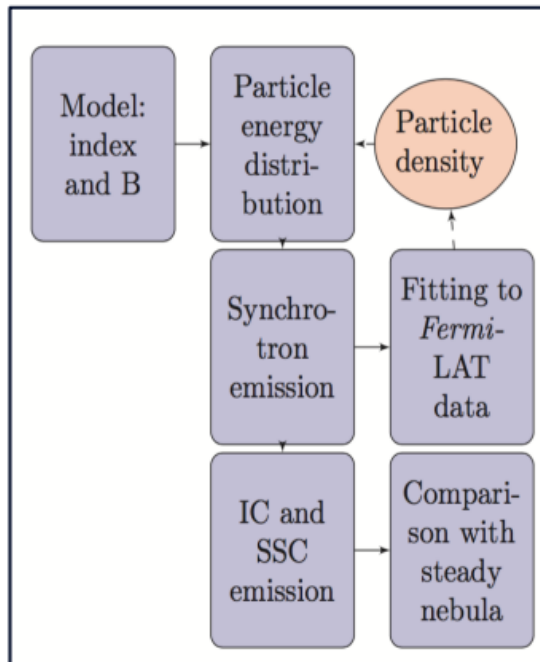 Model:
index
and B
Particle
energy
distri-
bution
Particle
density
Synchro-
tron
emission
Fitting to
Fermi-
LAT
data
IC and
SSC
emission
Compari-
son with
steady
nebula